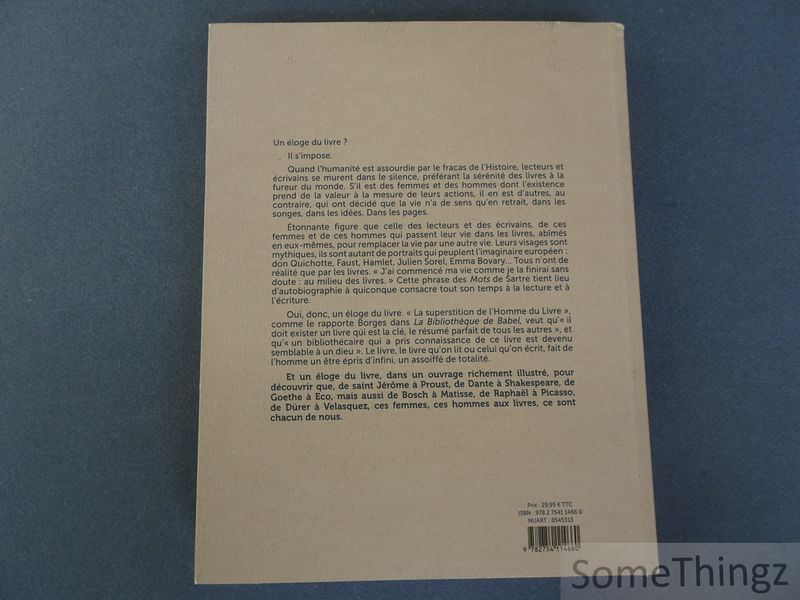 Un éloge du livre ?
Il s'impose.
Quand l'humanité est assourdie par le fracas de l'Histoire, lecteurs et
écrivains se murent dans le silence, préférant la sérénité des livres à la
fureur du monde. S'il est des femmes et des hommes dont l'existence
prend de la valeur à la mesure de leurs actions, il en est d'autres, au
contraire, qui ont décidé que la vie n'a de sens qu'en retrait, dans les
songes, dans les idées. Dans les pages.
Étonnante figure que celle des lecteurs et des écrivains, de ces
femmes et de ces hommes qui passent leur vie dans les livres, abîmés
en eux-mêmes, pour remplacer la vie par une autre vie. Leurs visages sont
mythiques, ils sont autant de portraits qui peuplent l'imaginaire européen :
don Quichotte, Faust, Hamlet, Julien Sorel, Emma Bovary... Tous n'ont de
réalité que par les livres. « J'ai commencé ma vie comme je la finirai sans
doute : au milieu des livres. » Cette phrase des Mots de Sartre tient lieu
d'autobiographie à quiconque consacre tout son temps à la lecture et à
l'écriture.
Oui, donc, un éloge du livre. « La superstition de l'Homme du Livre »,
comme le rapporte Borges dans La Bibliothèque de Babel, veut qu'« il
doit exister un livre qui est la clé, le résumé parfait de tous les autres », et
qu'« un bibliothécaire qui a pris connaissance de ce livre est devenu
semblable à un dieu ». Le livre, le livre qu'on lit ou celui qu'on écrit, fait de
l'homme un être épris d'infini, un assoiffé de totalité.
Et un éloge du livre, dans un ouvrage richement illustré, pour
découvrir que, de saint Jérôme à Proust, de Dante à Shakespeare, de
Goethe à Eco, mais aussi de Bosch à Matisse, de Raphaël à Picasso,
de Dürer à Velasquez, ces femmes, ces hommes aux livres, ce sont
chacun de nous.
Prix : 29,95 € TTC
ISBN : 978 2 7541 1466 0
NUART : 8545313
9 782754 114660
SomeThingz